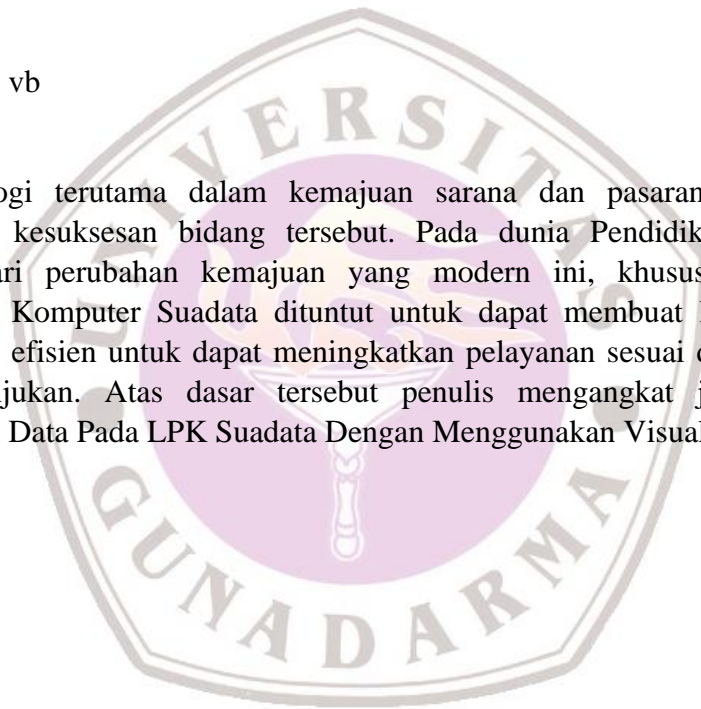 vb
ogi terutama dalam kemajuan sarana dan pasaran
kesuksesan bidang tersebut. Pada dunia Pendidik
ari perubahan kemajuan yang modern ini, khusus
Komputer Suadata dituntut untuk dapat membuat
efisien untuk dapat meningkatkan pelayanan sesuai
jukan. Atas dasar tersebut penulis mengangkat j
Data Pada LPK Suadata Dengan Menggunakan Visual
UNIVERSITAS
GUNADARMA